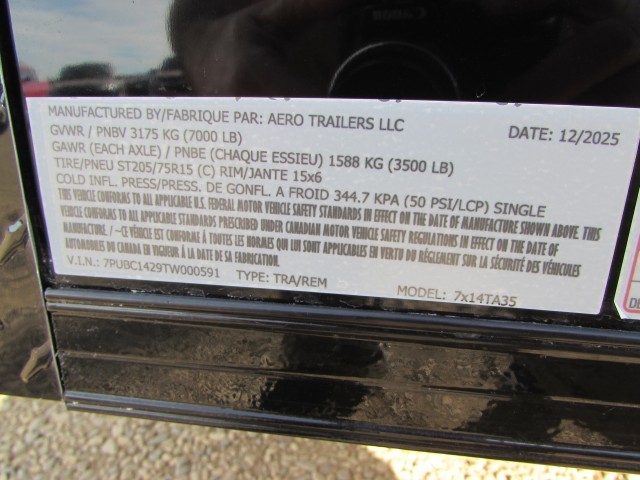 MANUFACTURED BY/FABRIQUE PAR: AERO TRAILERS LLC
DATE: 12/2025
GVWR / PNBV 3175 KG (7000 LB)
GAWR (EACH AXLE) / PNBE (CHAQUE ESSIEU) 1588 KG (3500 LB)
TIRE/PNEU ST205/75R15 (C) RIM/JANTE 15x6
COLD INFL. PRESS/PRESS. DE GONFL. A FROID 344.7 KPA (50 PSI/LCP) SINGLE
THIS VEHICLE CONFORMS TO ALL APPLICABLE U.S. FEDERAL MOTOR VEHICLE SAFETY STANDARDS IN EFFECT ON THE DATE OF MANUFACTURE SHOWN ABOVE.
THIS VEHICLE CONFORMS TO ALL APPLICABLE STANDARDS PRESCRIBED UNDER CANADIAN MOTOR VEHICLE SAFETY REGULATIONS IN EFFECT ON THE DATE OF
MANUFACTURE / --CE VÉHICULE EST CONFORME À TOUTES LES NORMES QUI LUI SONT APPLICABLES EN VERTU DU RÈGLEMENT SUR LA SÉCURITÉ DES VÉHICULES
AUTOMOBILES DU CANADA EN VIGUEUR À LA DATE DE SA FABRICATION.
V.I.N.: 7PUBC1429TW000591 TYPE: TRA/REM MODEL: 7x14TA35